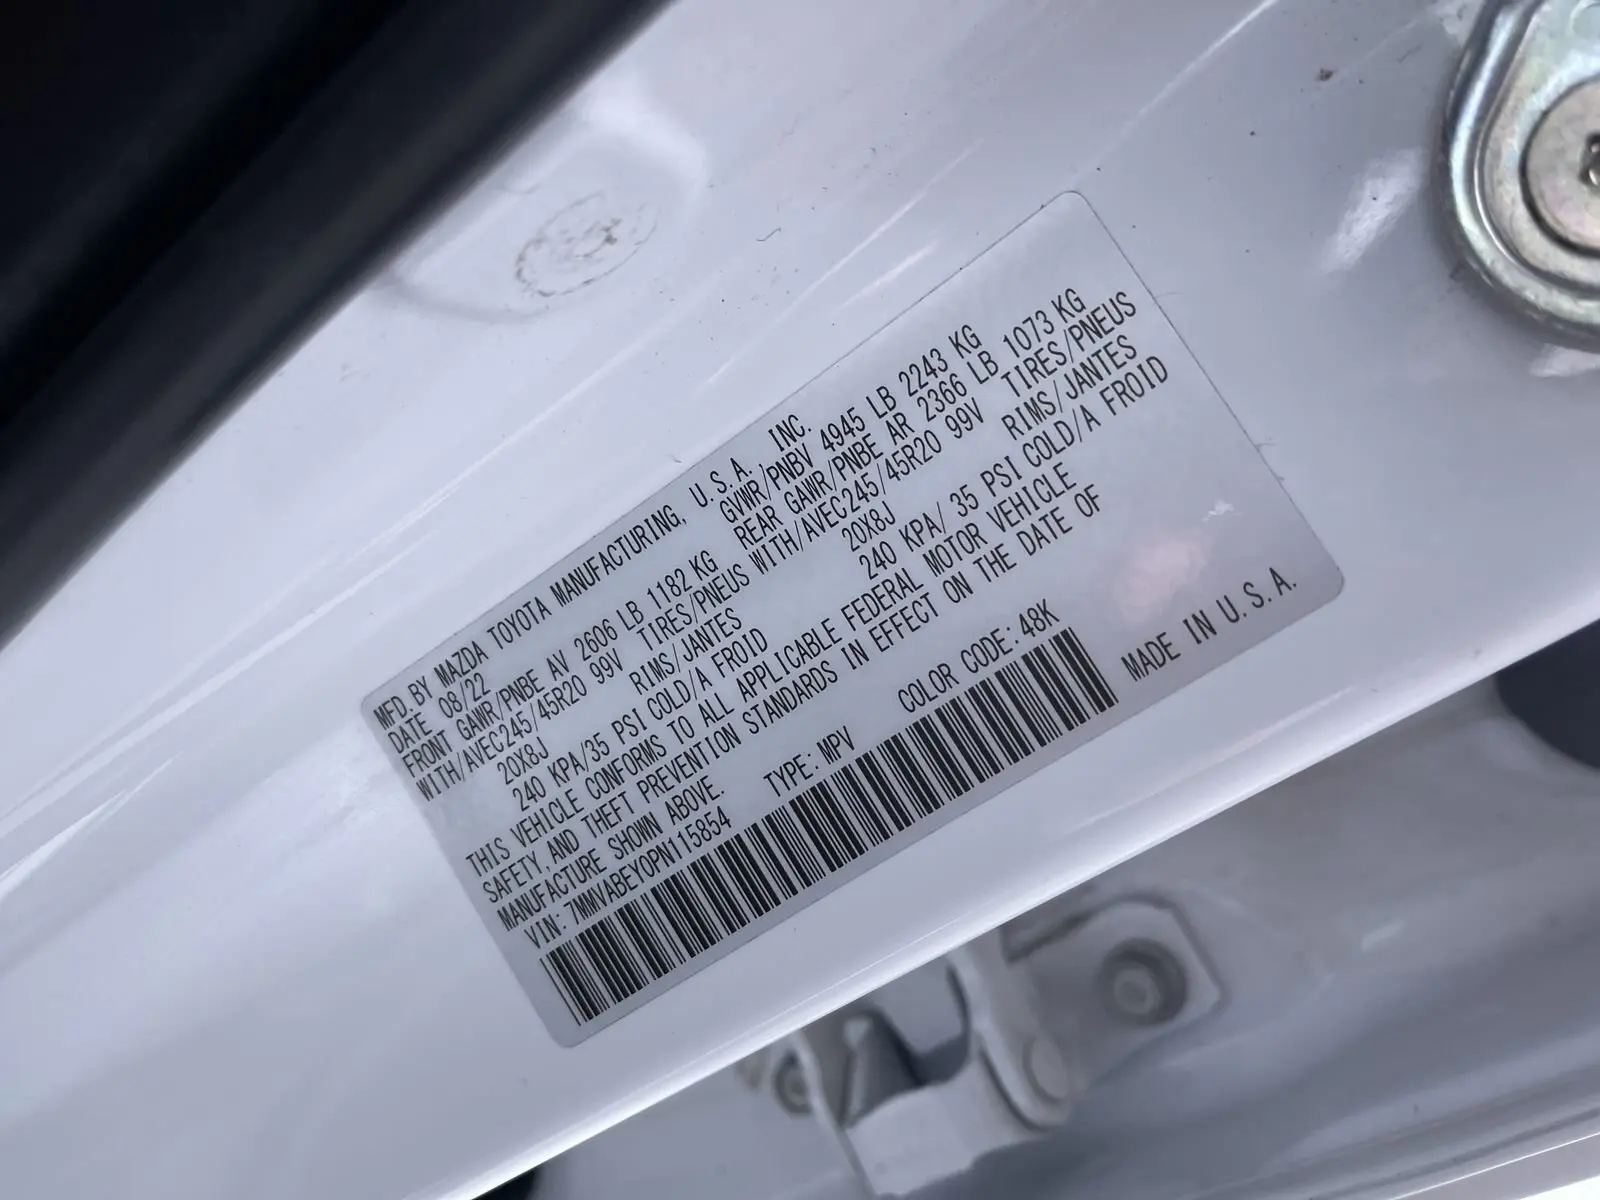 MFD. BY MAZDA TOYOTA MANUFACTURING, U.S.A. INC.
DATE 08/22 GVWR/PNBV 4945 LB 2243 KG
FRONT GAWR/PNBE AV 2606 LB 1182 KG REAR GAWR/PNBE AR 2366 LB 1073 KG
WITH/AVEC245/45R20 99V TIRES/PNEUS WITH/AVEC245/45R20 99V TIRES/PNEUS
20X8J RIMS/JANTES 20X8J RIMS/JANTES
240 KPA/35 PSI COLD/A FROID 240 KPA/ 35 PSI COLD/A FROID
THIS VEHICLE CONFORMS TO ALL APPLICABLE FEDERAL MOTOR VEHICLE
SAFETY, AND THEFT PREVENTION STANDARDS IN EFFECT ON THE DATE OF
MANUFACTURE SHOWN ABOVE.
VIN: 7MMVABEY0PN115854 TYPE: MPV COLOR CODE: 48K
MADE IN U.S.A.